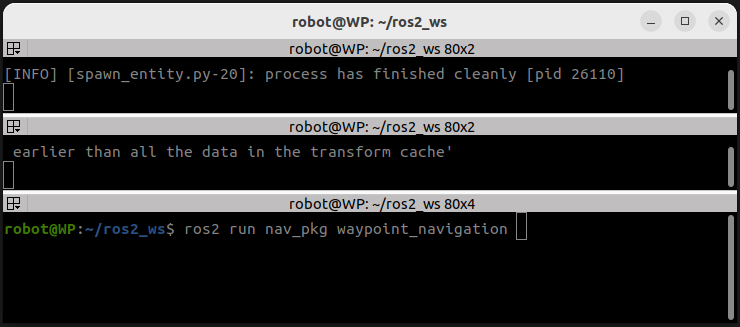 robot@WP: ~/ros2_ws
robot@WP: ~/ros2_ws 80x2
[INFO] [spawn_entity.py-20]: process has finished cleanly [pid 26110]
robot@WP: ~/ros2_ws 80x2
earlier than all the data in the transform cache'
robot@WP: ~/ros2_ws 80x4
robot@WP:~/ros2_ws$ ros2 run nav_pkg waypoint_navigation